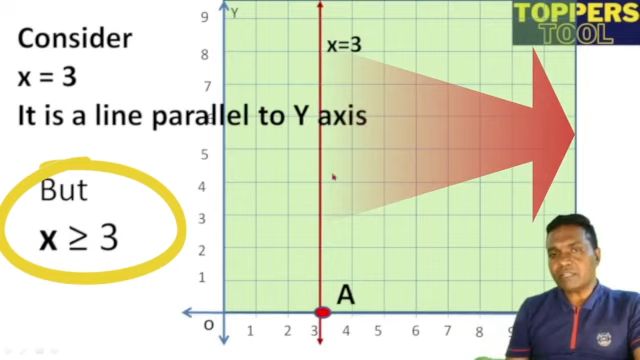 TOPPERS
TOOL
Consider
x = 3
It is a line parallel to Y axis
But
x ≥ 3
Y
x=3
A
9
8
7
5
4
3
2
1
O
1 2 3 4 5 6 7 8 9